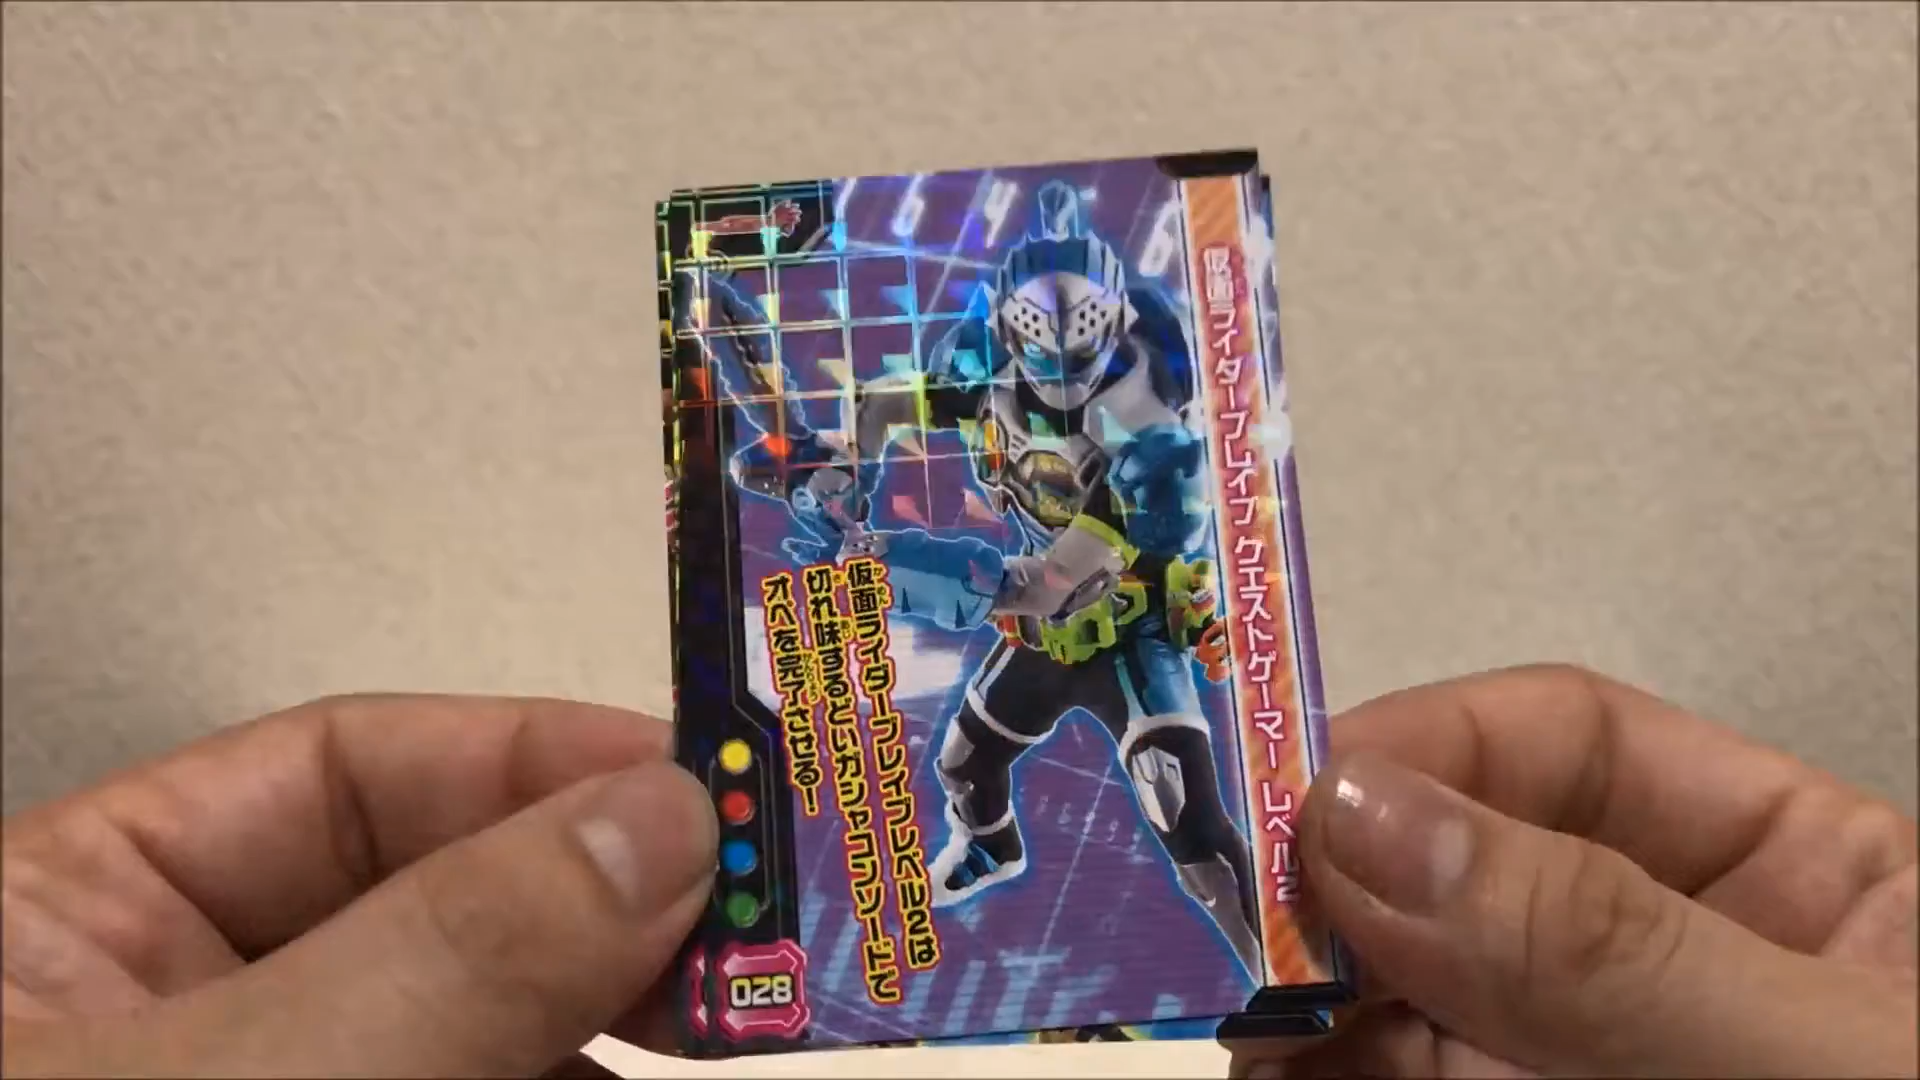 仮面ライダーブレイブ クエストゲーマー レベル2
仮面ライダーブレイブレベル2は
切れ味するどいガシャコンソードで
オペを完了させる!
028